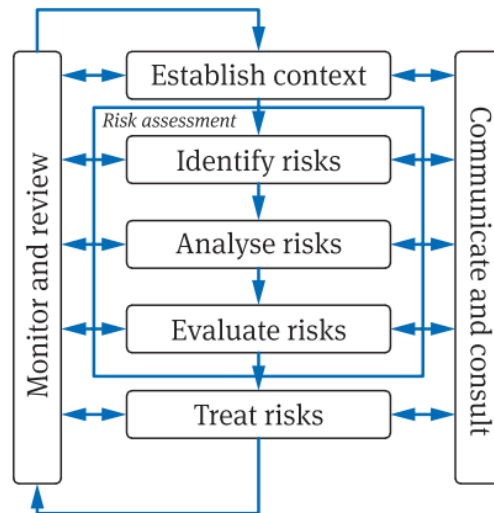 Establish context
Risk assessment
Identify risks
Analyse risks
Evaluate risks
Treat risks
Monitor and review
Communicate and consult